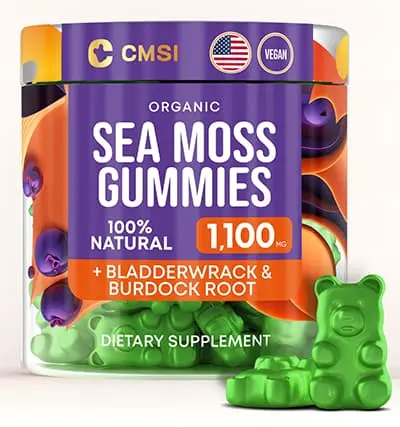 CMSI
VEGAN
ORGANIC
SEA MOSS
GUMMIES
100%
NATURAL
1,100 MG
+ BLADDERWRACK &
BURDOCK ROOT
DIETARY SUPPLEMENT